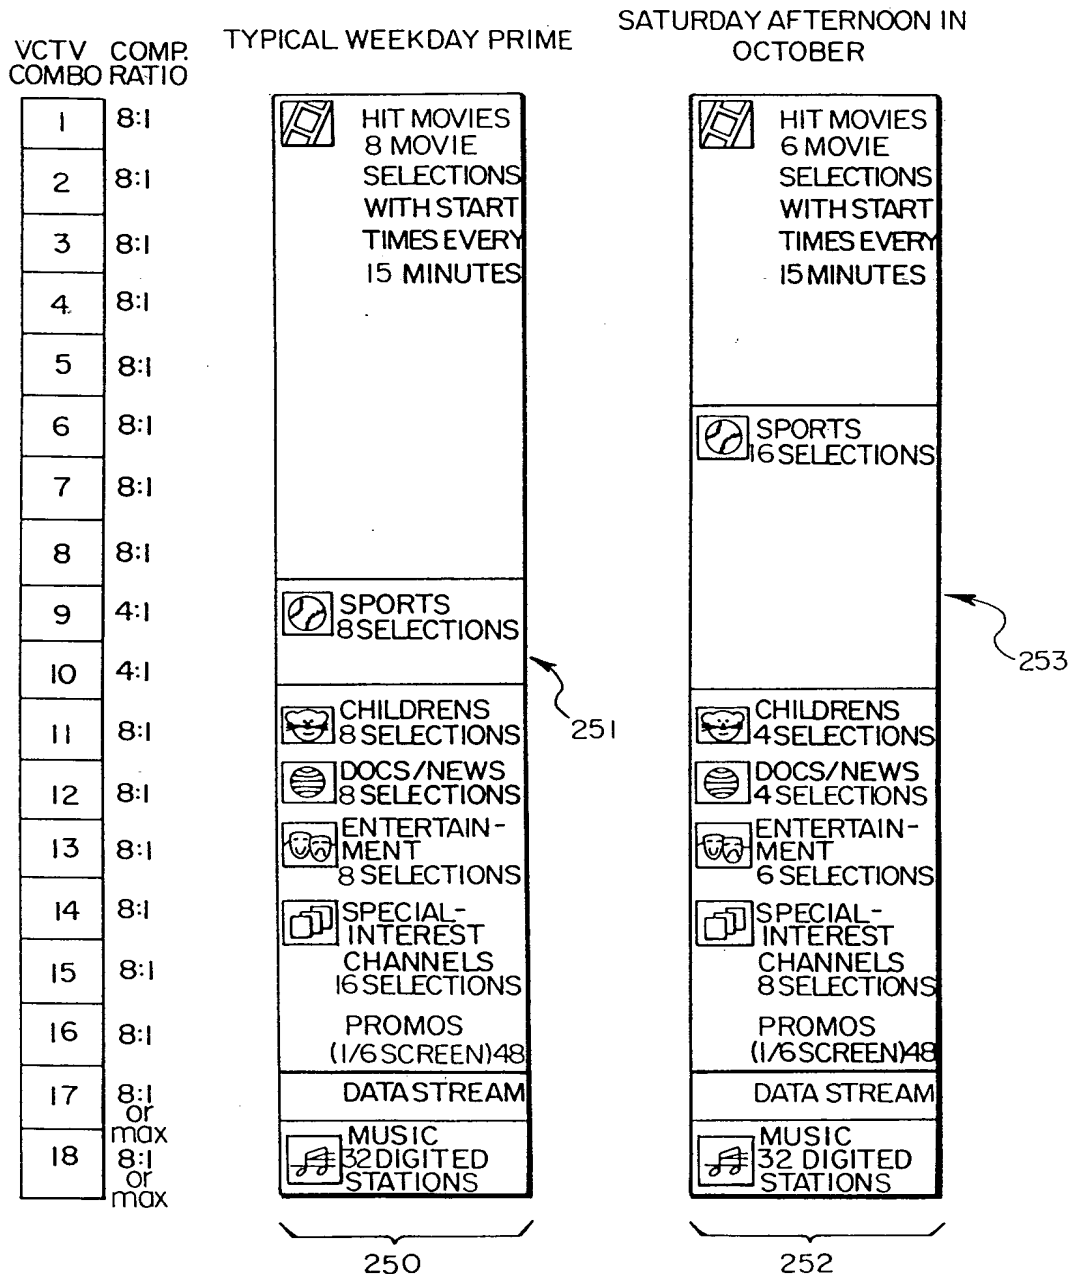 VCTV COMBO
COMP. RATIO
TYPICAL WEEKDAY PRIME
SATURDAY AFTERNOON IN
OCTOBER
1 8:1
2 8:1
3 8:1
4 8:1
5 8:1
6 8:1
7 8:1
8 8:1
9 4:1
10 4:1
11 8:1
12 8:1
13 8:1
14 8:1
15 8:1
16 8:1
17 8:1
or
max
18 8:1
or
max
HIT MOVIES
8 MOVIE
SELECTIONS
WITH START
TIMES EVERY
15 MINUTES
SPORTS
8 SELECTIONS
251
CHILDRENS
8 SELECTIONS
DOCS/NEWS
8 SELECTIONS
ENTERTAIN-
MENT
8 SELECTIONS
SPECIAL-
INTEREST
CHANNELS
16 SELECTIONS
PROMOS
(1/6 SCREEN) 48
DATA STREAM
MUSIC
32 DIGITED
STATIONS
250
HIT MOVIES
6 MOVIE
SELECTIONS
WITH START
TIMES EVERY
15 MINUTES
SPORTS
16 SELECTIONS
253
CHILDRENS
4 SELECTIONS
DOCS/NEWS
4 SELECTIONS
ENTERTAIN-
MENT
6 SELECTIONS
SPECIAL-
INTEREST
CHANNELS
8 SELECTIONS
PROMOS
(1/6 SCREEN) 48
DATA STREAM
MUSIC
32 DIGITED
STATIONS
252